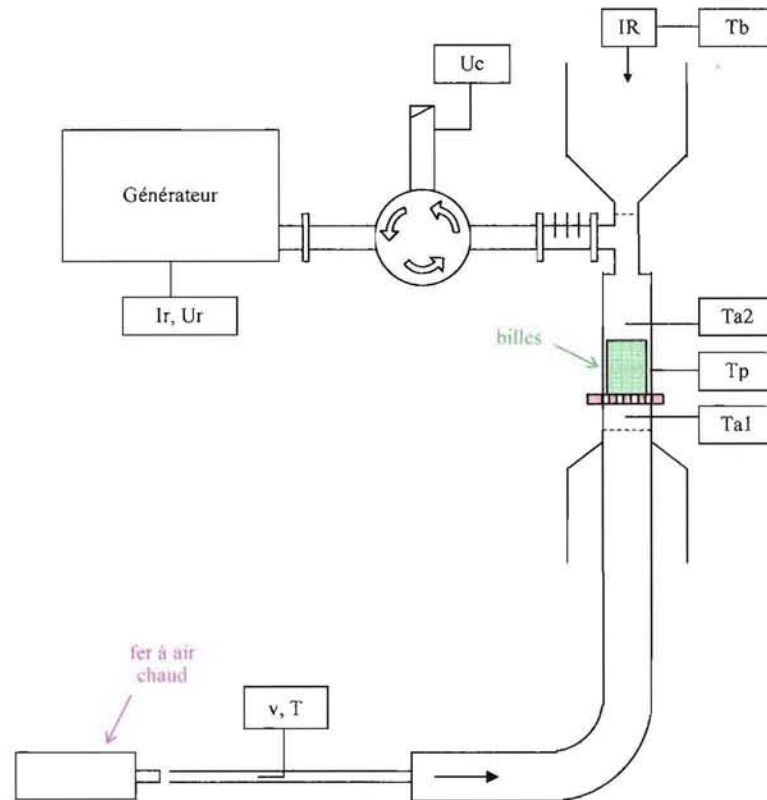 IR
Tb
Uc
Générateur
Ir, Ur
Ta2
billes
Tp
Ta1
fer à air
chaud
v, T